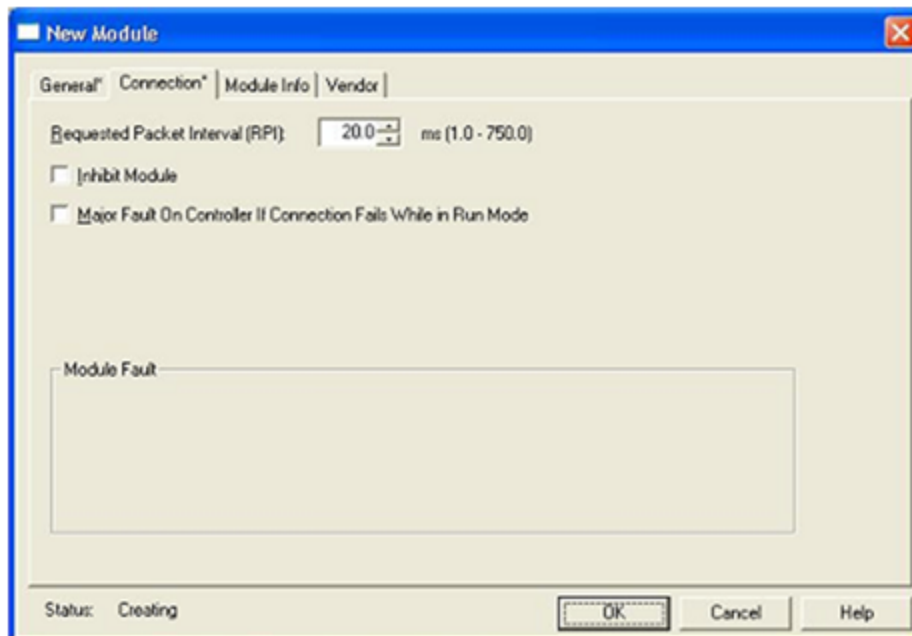 New Module
General* Connection* Module Info Vendor
Requested Packet Interval (RPI): 20.0 ms (1.0 - 750.0)
Inhibit Module
Major Fault On Controller If Connection Fails While in Run Mode
Module Fault
Status: Creating OK Cancel Help